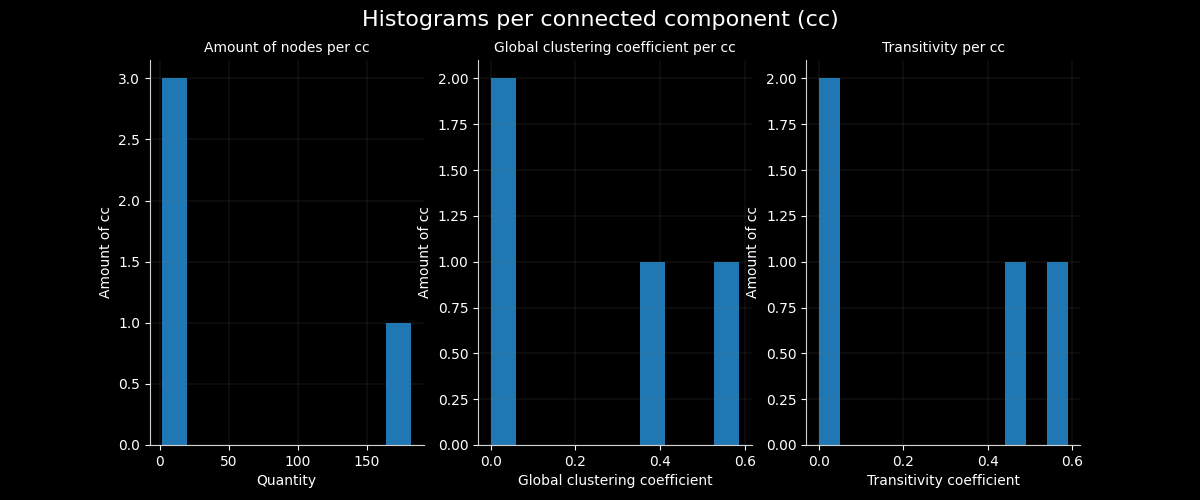 Histograms per connected component (cc)
Amount of nodes per cc
Amount of cc
3.0
2.5
2.0
1.5
1.0
0.5
0.0
0 50 100 150
Quantity
Global clustering coefficient per cc
Amount of cc
2.00
1.75
1.50
1.25
1.00
0.75
0.50
0.25
0.00
0.0 0.2 0.4 0.6
Global clustering coefficient
Transitivity per cc
Amount of cc
2.00
1.75
1.50
1.25
1.00
0.75
0.50
0.25
0.00
0.0 0.2 0.4 0.6
Transitivity coefficient